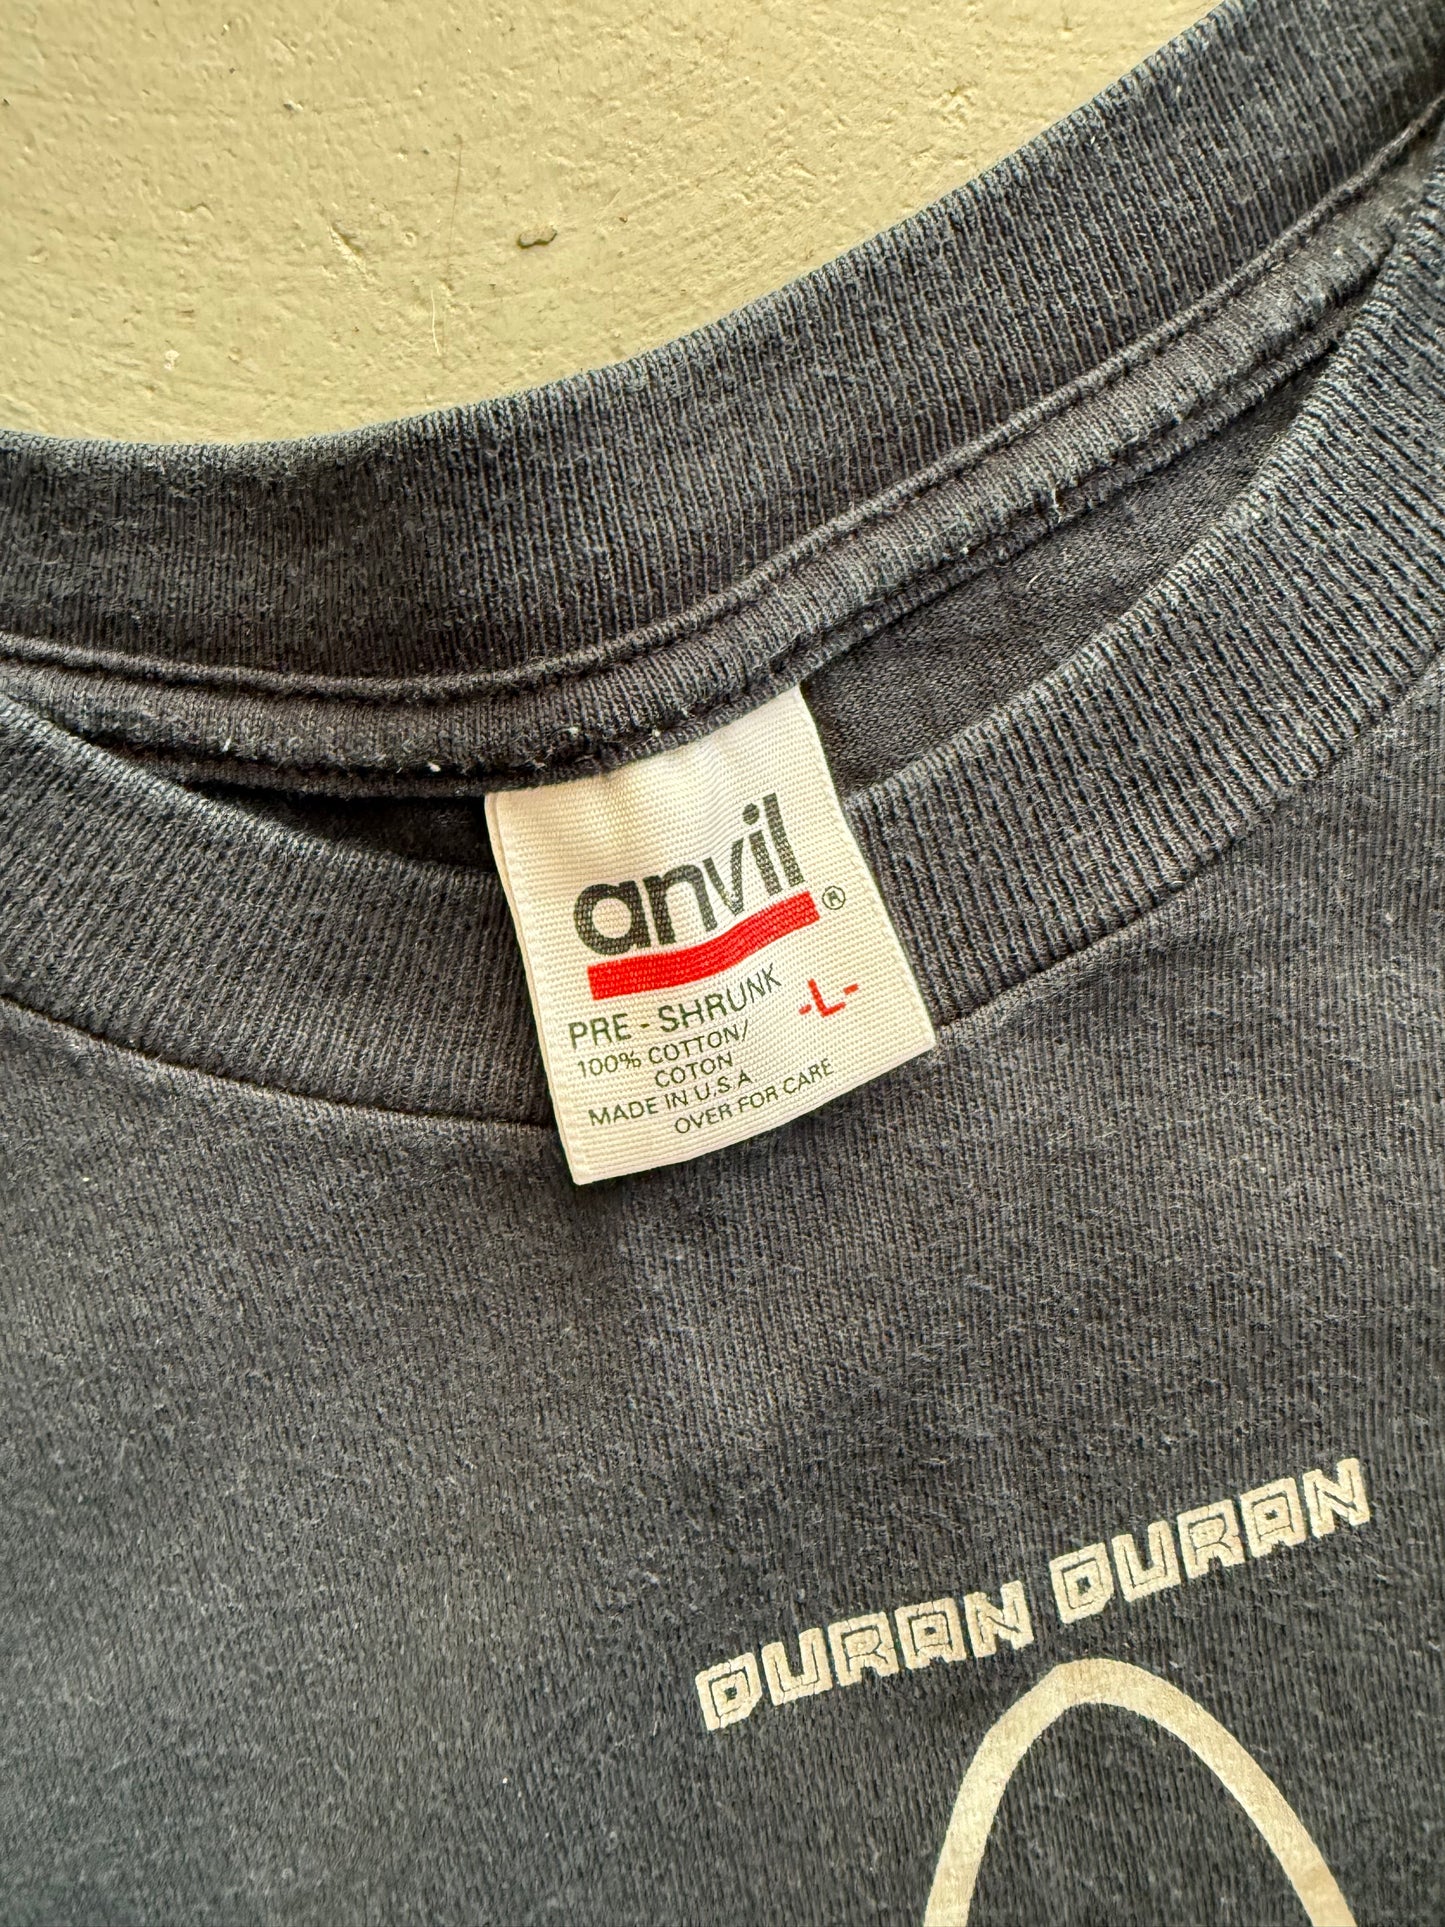 anvil®
PRE-SHRUNK -L-
100% COTTON/
COTON
MADE IN U.S.A
OVER FOR CARE
DURAN DURAN